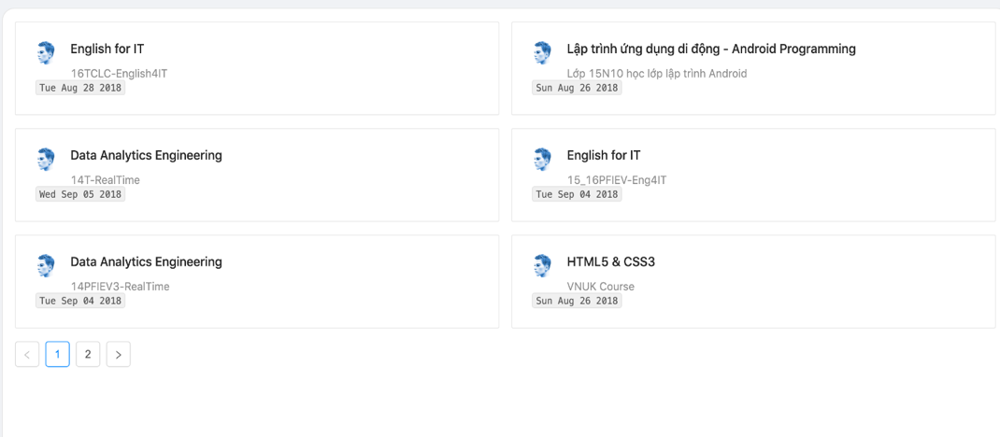 English for IT
16TCLC-English4IT
Tue Aug 28 2018
Lập trình ứng dụng di động - Android Programming
Lớp 15N10 học lớp lập trình Android
Sun Aug 26 2018
Data Analytics Engineering
14T-RealTime
Wed Sep 05 2018
English for IT
15_16PFIEV-Eng4IT
Tue Sep 04 2018
Data Analytics Engineering
14PFIEV3-RealTime
Tue Sep 04 2018
HTML5 & CSS3
VNUK Course
Sun Aug 26 2018
< 1 2 >